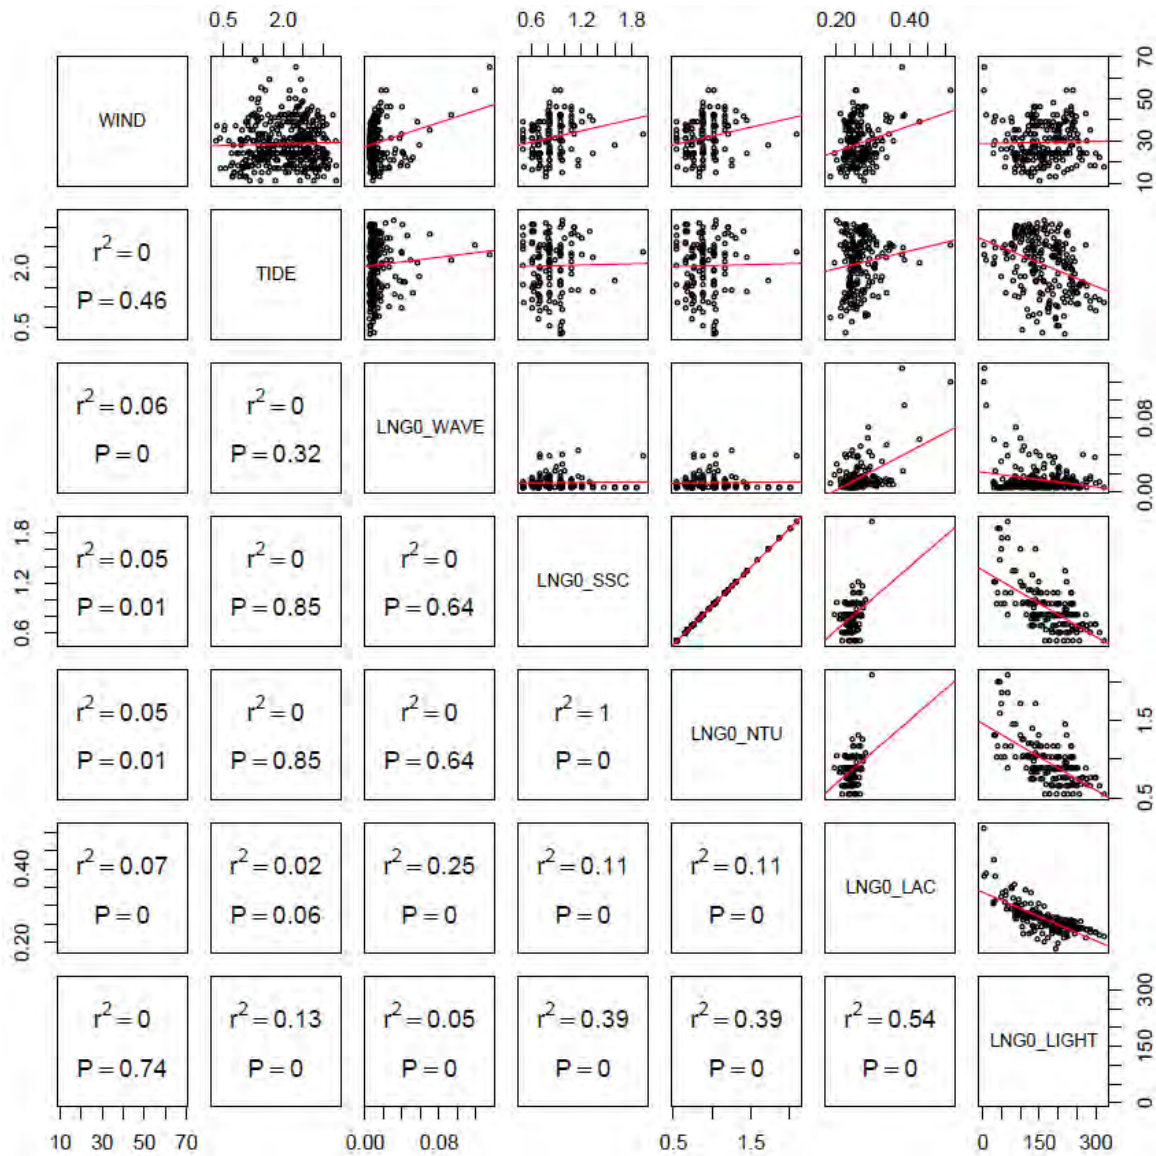 0.5 2.0 0.6 1.2 1.8 0.20 0.40
WIND 10 30 50 70
0.5 2.0 r² = 0 TIDE
P = 0.46
r² = 0.06 r² = 0 LNG0_WAVE 0.00 0.08
P = 0 P = 0.32
0.6 1.2 1.8 r² = 0.05 r² = 0 r² = 0 LNG0_SSC
P = 0.01 P = 0.85 P = 0.64
r² = 0.05 r² = 0 r² = 0 r² = 1 LNG0_NTU 0.5 1.5
P = 0.01 P = 0.85 P = 0.64 P = 0
0.20 0.40 r² = 0.07 r² = 0.02 r² = 0.25 r² = 0.11 r² = 0.11 LNG0_LAC
P = 0 P = 0.06 P = 0 P = 0 P = 0
r² = 0 r² = 0.13 r² = 0.05 r² = 0.39 r² = 0.39 r² = 0.54 LNG0_LIGHT 0 150 300
P = 0.74 P = 0 P = 0 P = 0 P = 0 P = 0
10 30 50 70 0.00 0.08 0.5 1.5 0 150 300